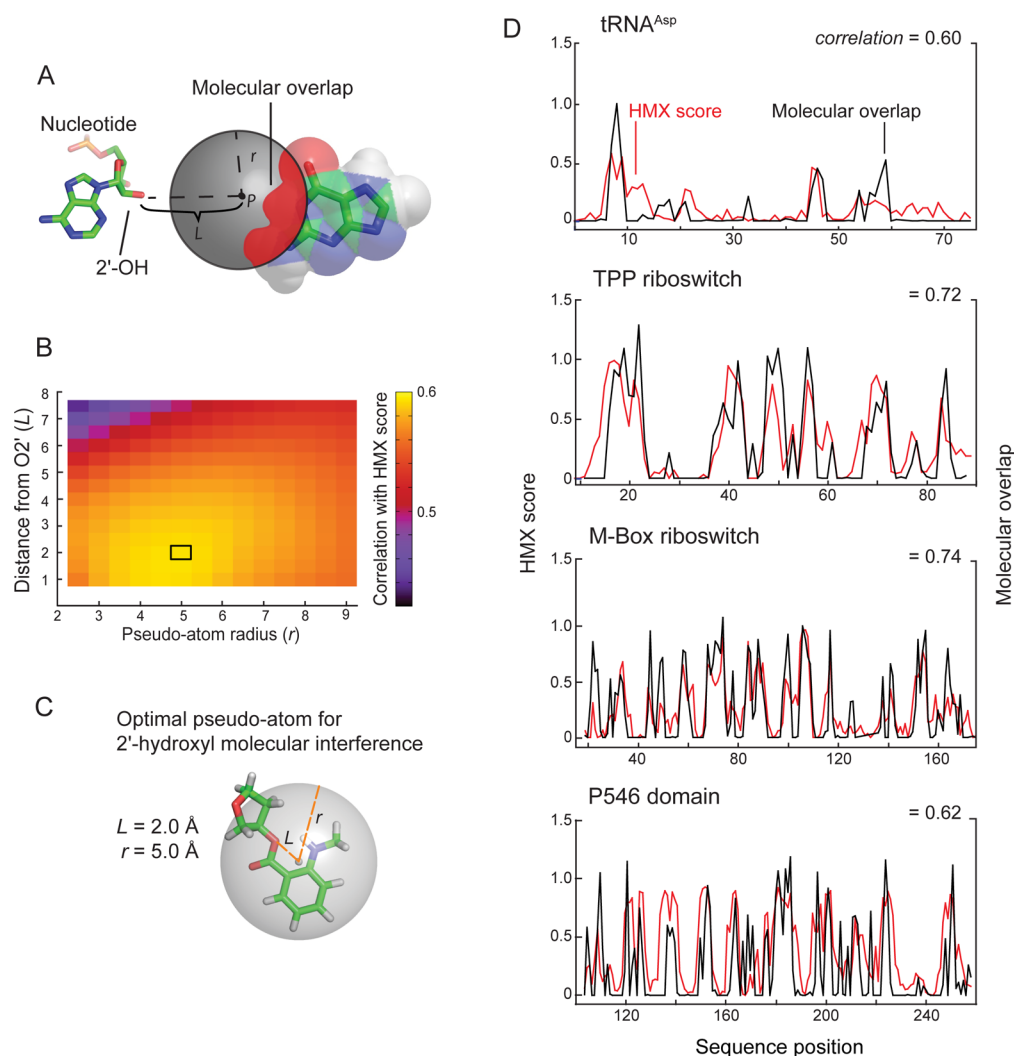 A
Molecular overlap
Nucleotide
r
P
L
2'-OH
B
Distance from O2' (L)
8
7
6
5
4
3
2
1
2 3 4 5 6 7 8 9
Pseudo-atom radius (r)
0.6
0.5
Correlation with HMX score
C
Optimal pseudo-atom for
2'-hydroxyl molecular interference
L = 2.0 Å
r = 5.0 Å
L
r
D
tRNAAsp
correlation = 0.60
HMX score
Molecular overlap
1.5
1.0
0.5
0
10 30 50 70
TPP riboswitch
= 0.72
1.5
1.0
0.5
0
20 40 60 80
HMX score
Molecular overlap
M-Box riboswitch
= 0.74
1.5
1.0
0.5
0
40 80 120 160
P546 domain
= 0.62
1.5
1.0
0.5
0
120 160 200 240
Sequence position